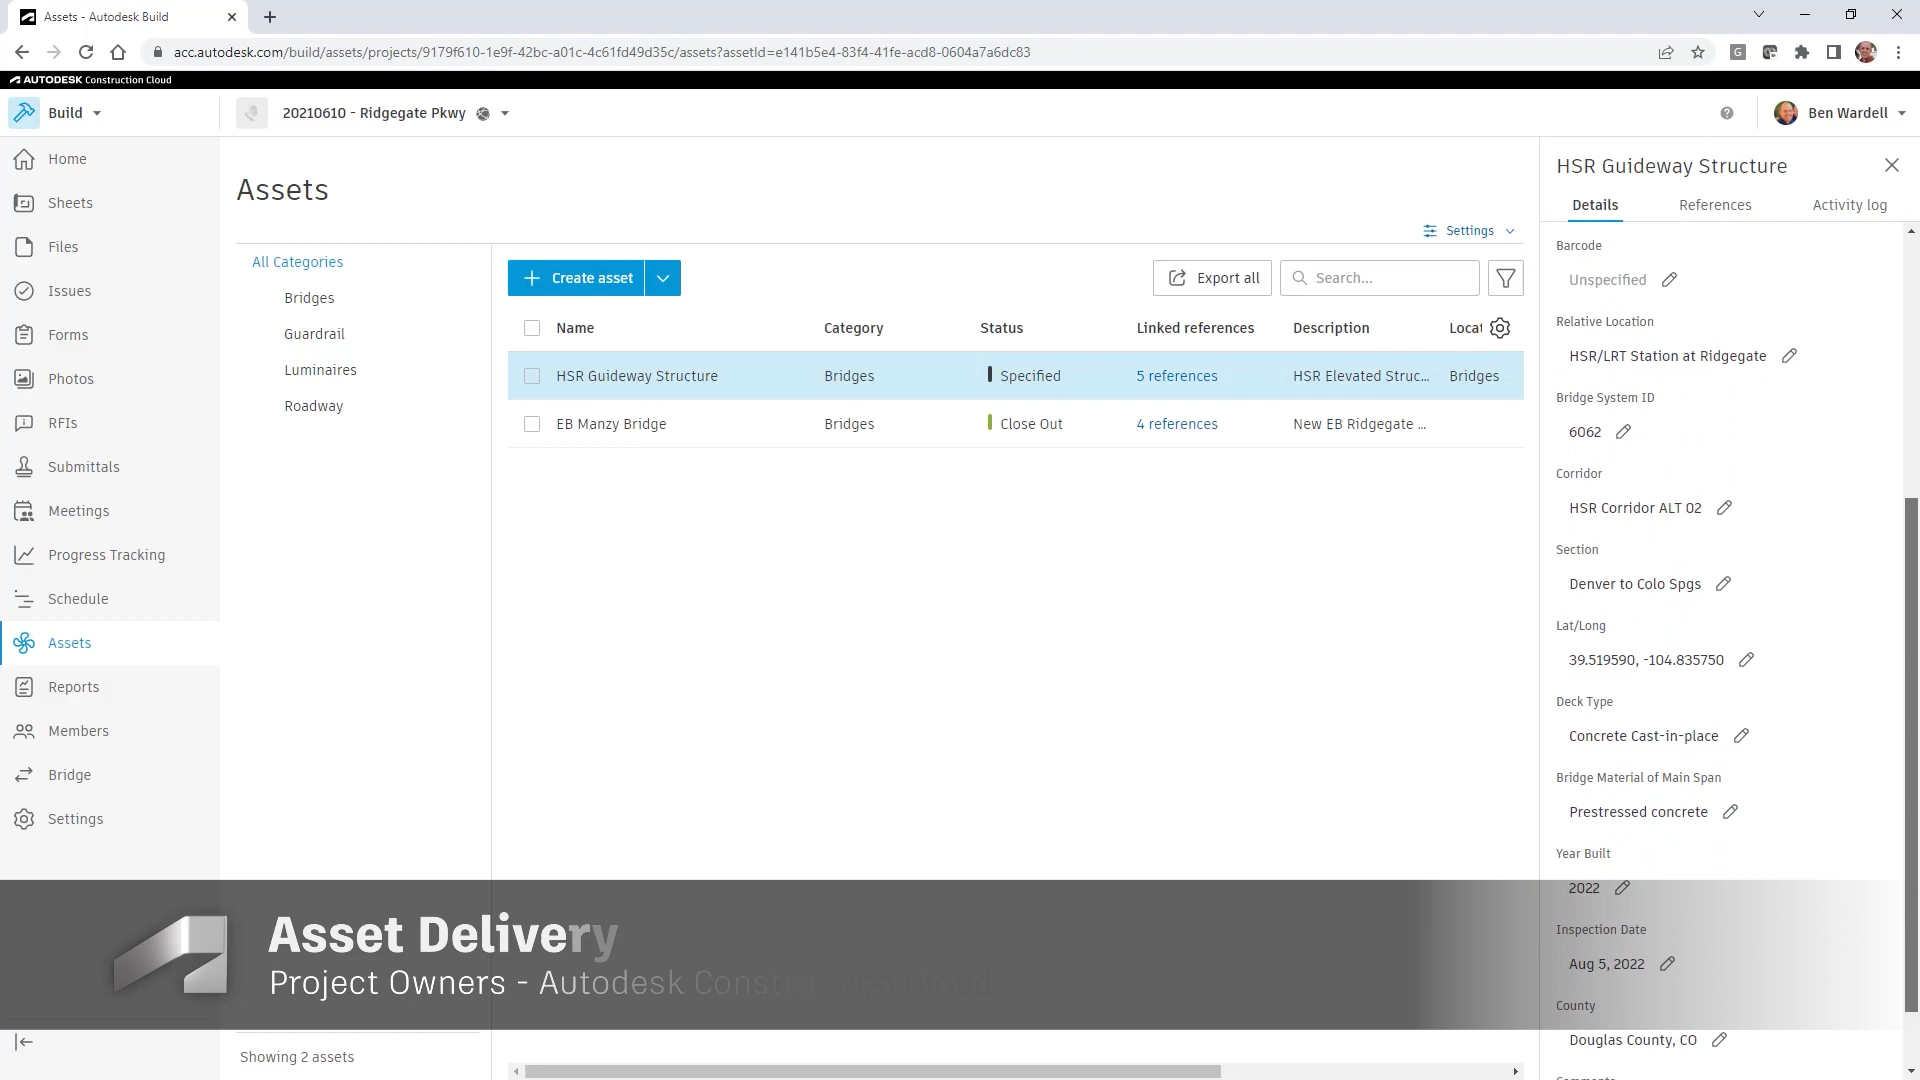 Assets - Autodesk Build
acc.autodesk.com/build/assets/projects/9179f610-1e9f-42bc-a01c-4c61fd49d35c/assets?assetId=e141b5e4-83f4-41fe-acd8-0604a7a6dc83
AUTODESK Construction Cloud
Build
20210610 - Ridgegate Pkwy
Ben Wardell
Home
Sheets
Files
Issues
Forms
Photos
RFIs
Submittals
Meetings
Progress Tracking
Schedule
Assets
Reports
Members
Bridge
Settings
Assets
Settings
All Categories
Bridges
Guardrail
Luminaires
Roadway
Create asset
Export all
Search...
Name Category Status Linked references Description Locat
HSR Guideway Structure Bridges Specified 5 references HSR Elevated Struc... Bridges
EB Manzy Bridge Bridges Close Out 4 references New EB Ridgegate ...
Showing 2 assets
HSR Guideway Structure
Details References Activity log
Barcode
Unspecified
Relative Location
HSR/LRT Station at Ridgegate
Bridge System ID
6062
Corridor
HSR Corridor ALT 02
Section
Denver to Colo Spgs
Lat/Long
39.519590, -104.835750
Deck Type
Concrete Cast-in-place
Bridge Material of Main Span
Prestressed concrete
Year Built
2022
Inspection Date
Aug 5, 2022
County
Douglas County, CO
Asset Delivery
Project Owners - Autodesk Construction Cloud